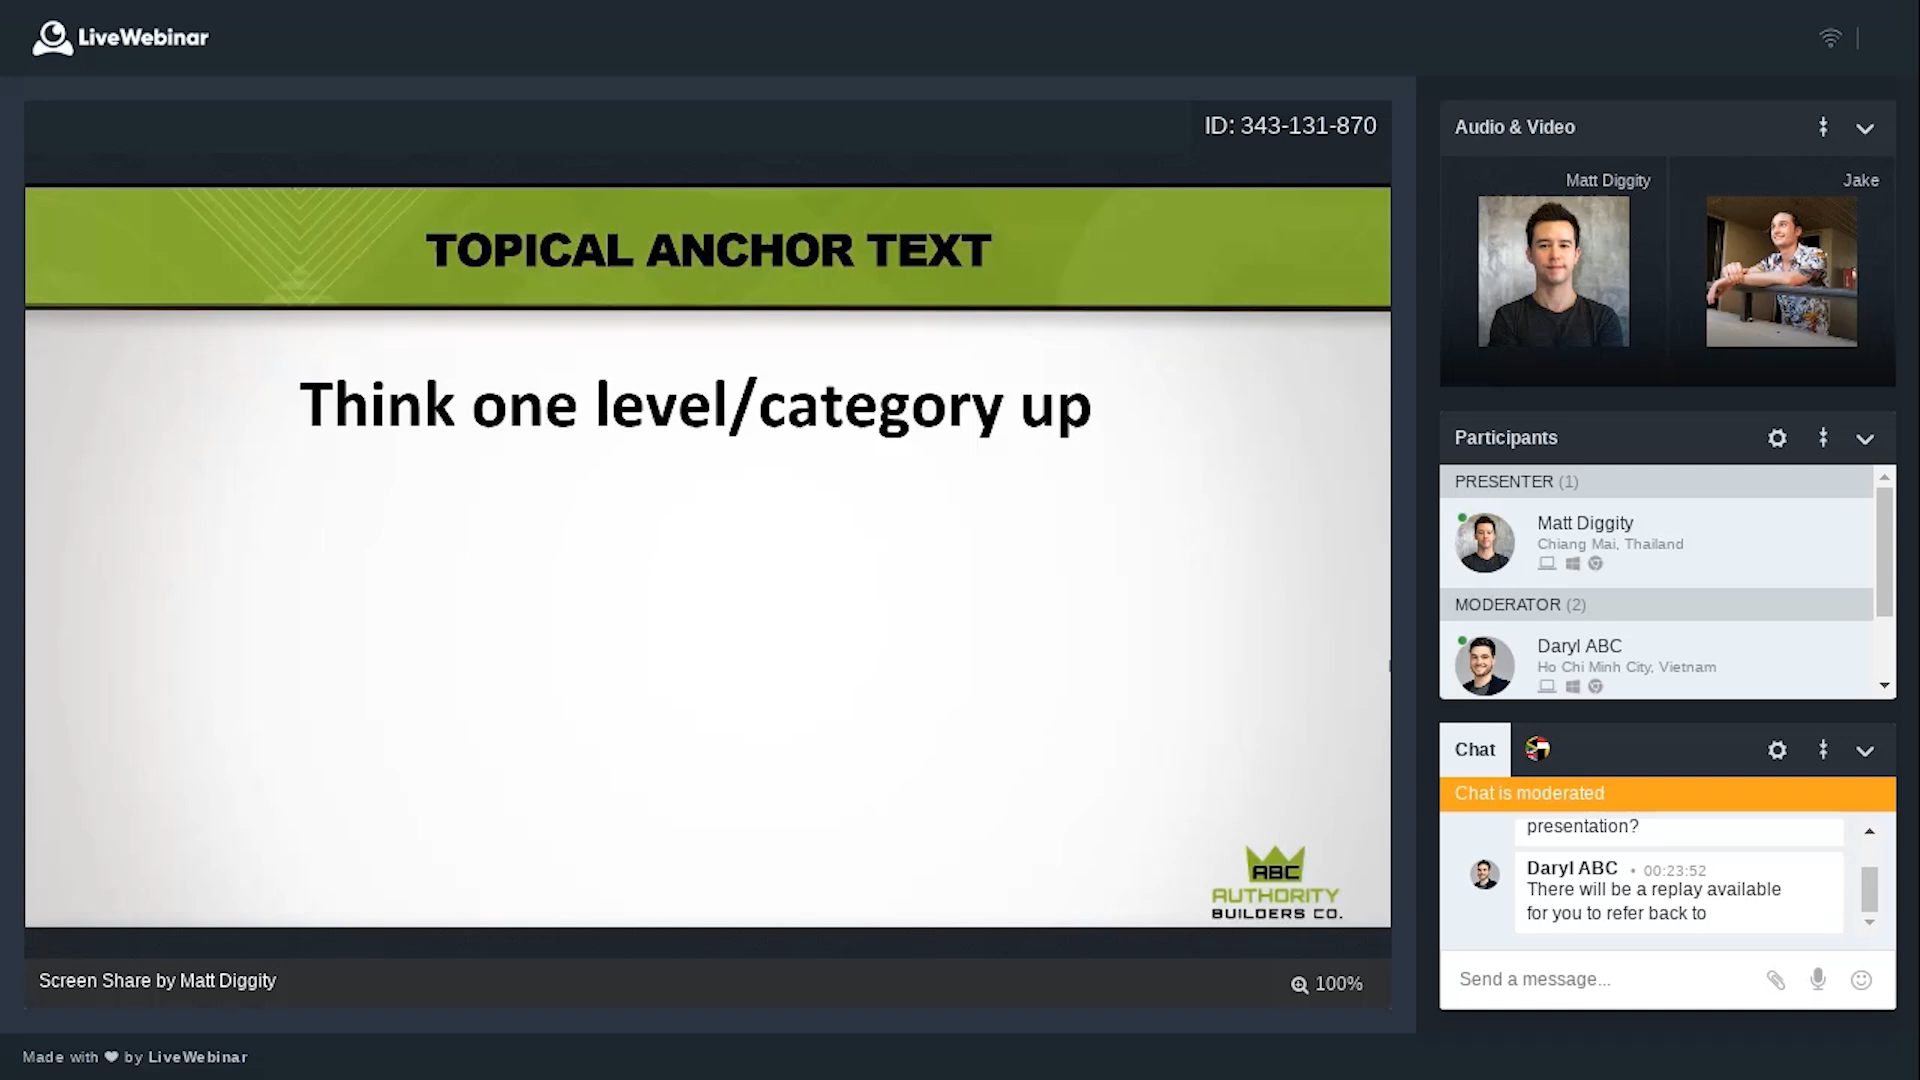 LiveWebinar
ID: 343-131-870
TOPICAL ANCHOR TEXT
Think one level/category up
ABC
AUTHORITY
BUILDERS CO.
Screen Share by Matt Diggity
100%
Audio & Video
Matt Diggity
Jake
Participants
PRESENTER (1)
Matt Diggity
Chiang Mai, Thailand
MODERATOR (2)
Daryl ABC
Ho Chi Minh City, Vietnam
Chat
Chat is moderated
presentation?
Daryl ABC • 00:23:52
There will be a replay available
for you to refer back to
Send a message...
Made with ❤ by LiveWebinar